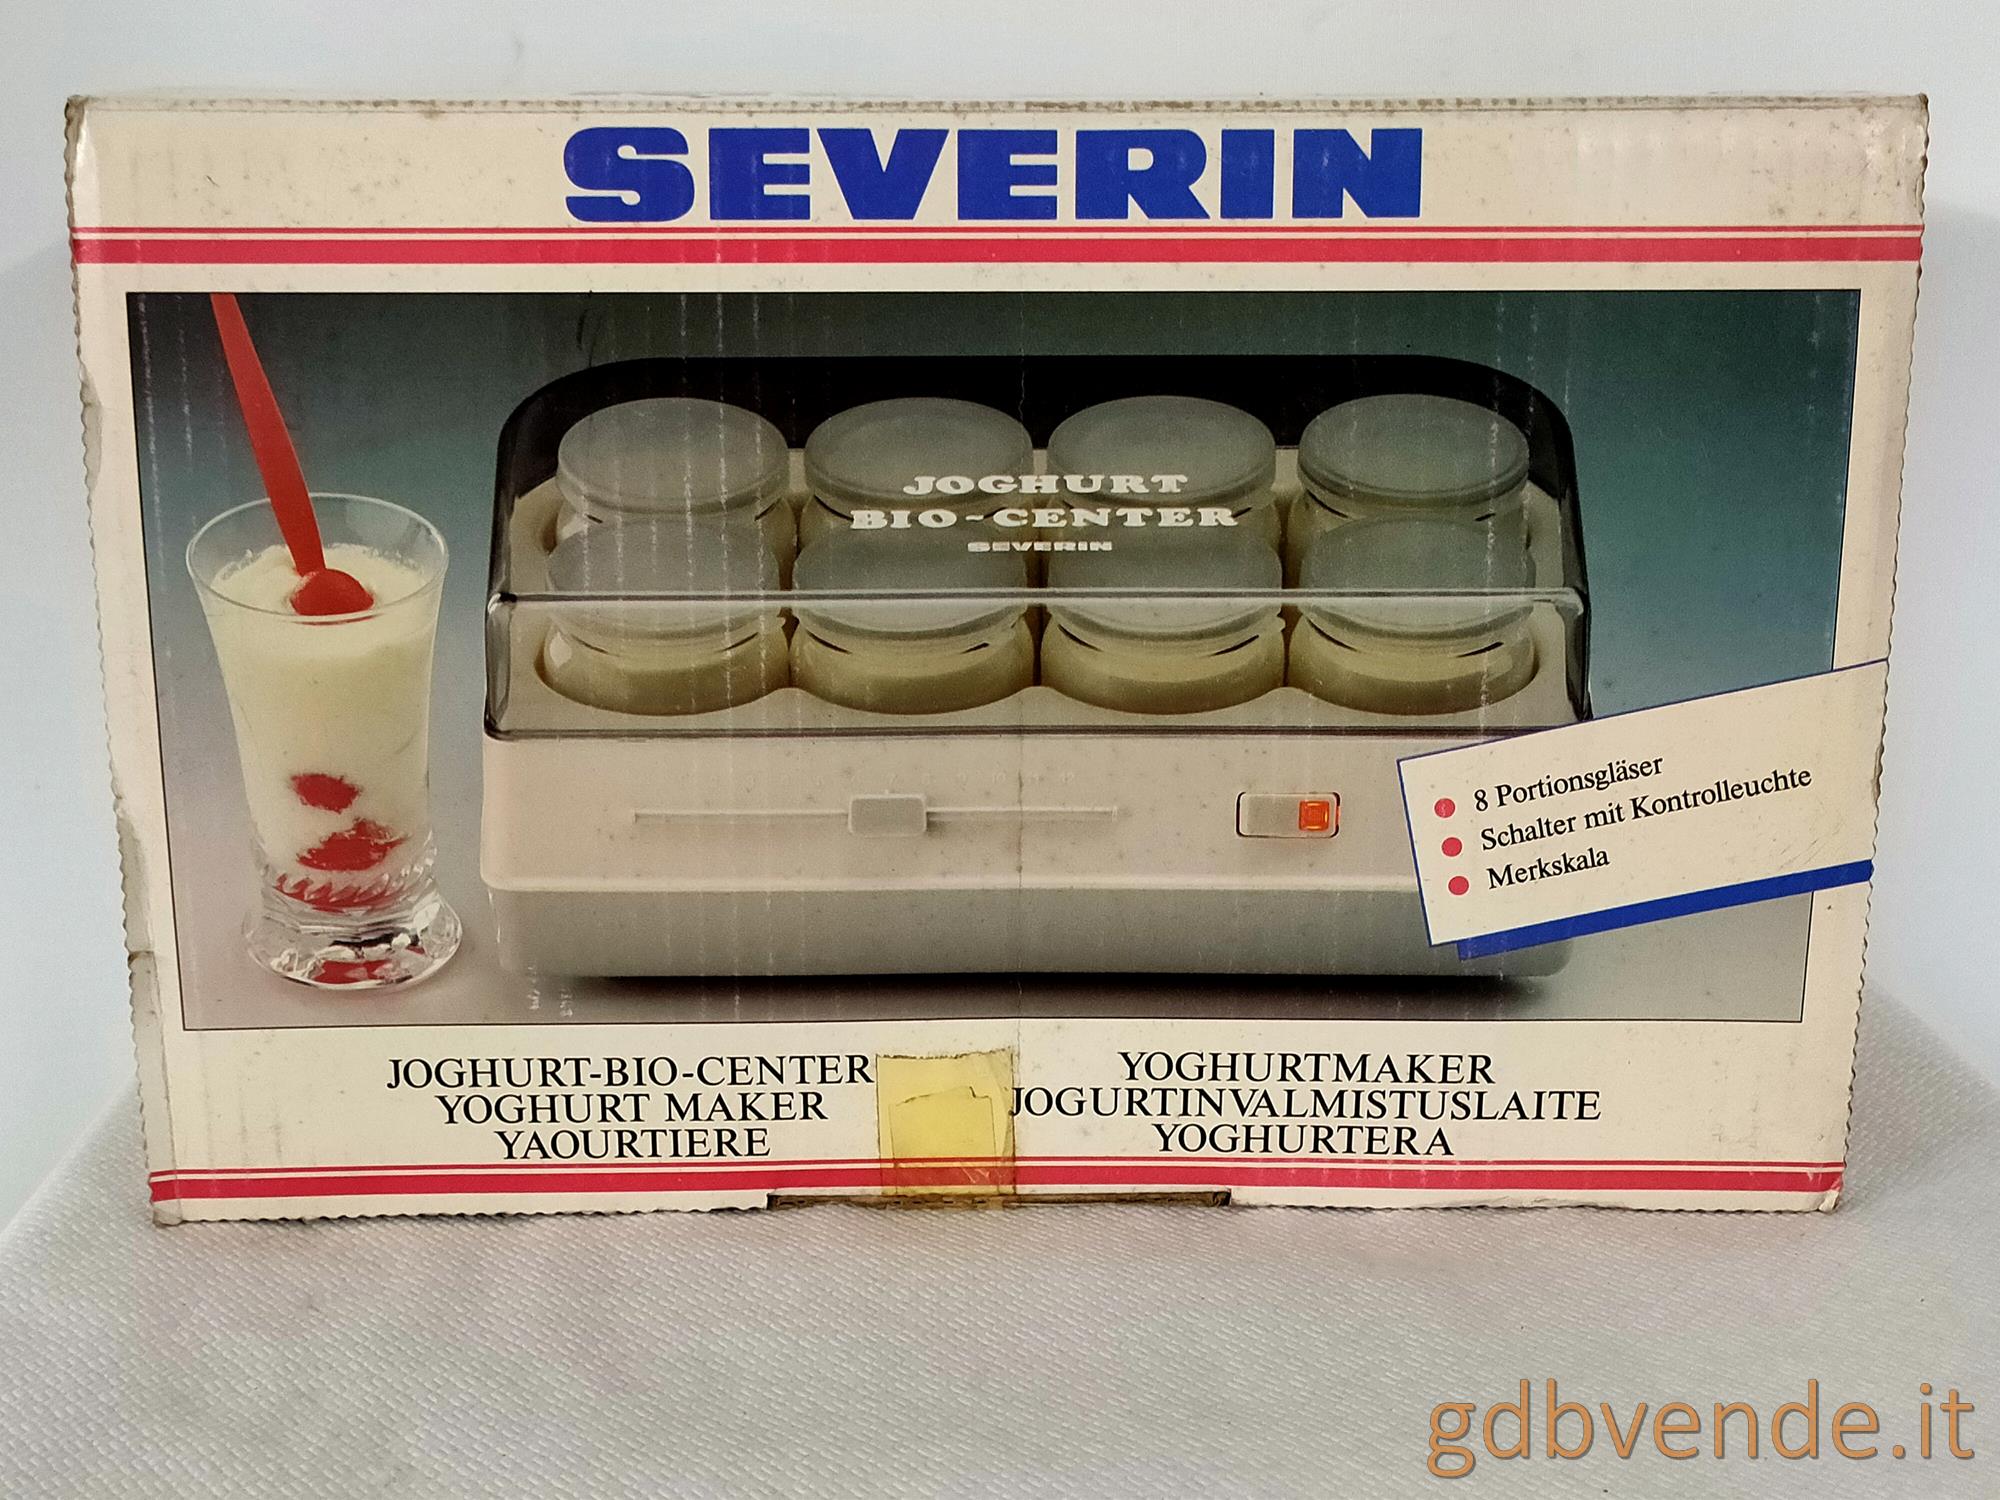 SEVERIN
JOGHURT
BIO-CENTER
SEVERIN
8 Portionsgläser
Schalter mit Kontrolleuchte
Merkskala
JOGHURT-BIO-CENTER
YOGHURT MAKER
YAOURTIERE
YOGHURTMAKER
JOGURTINVALMISTUSLAITE
YOGHURTERA
gdbvende.it